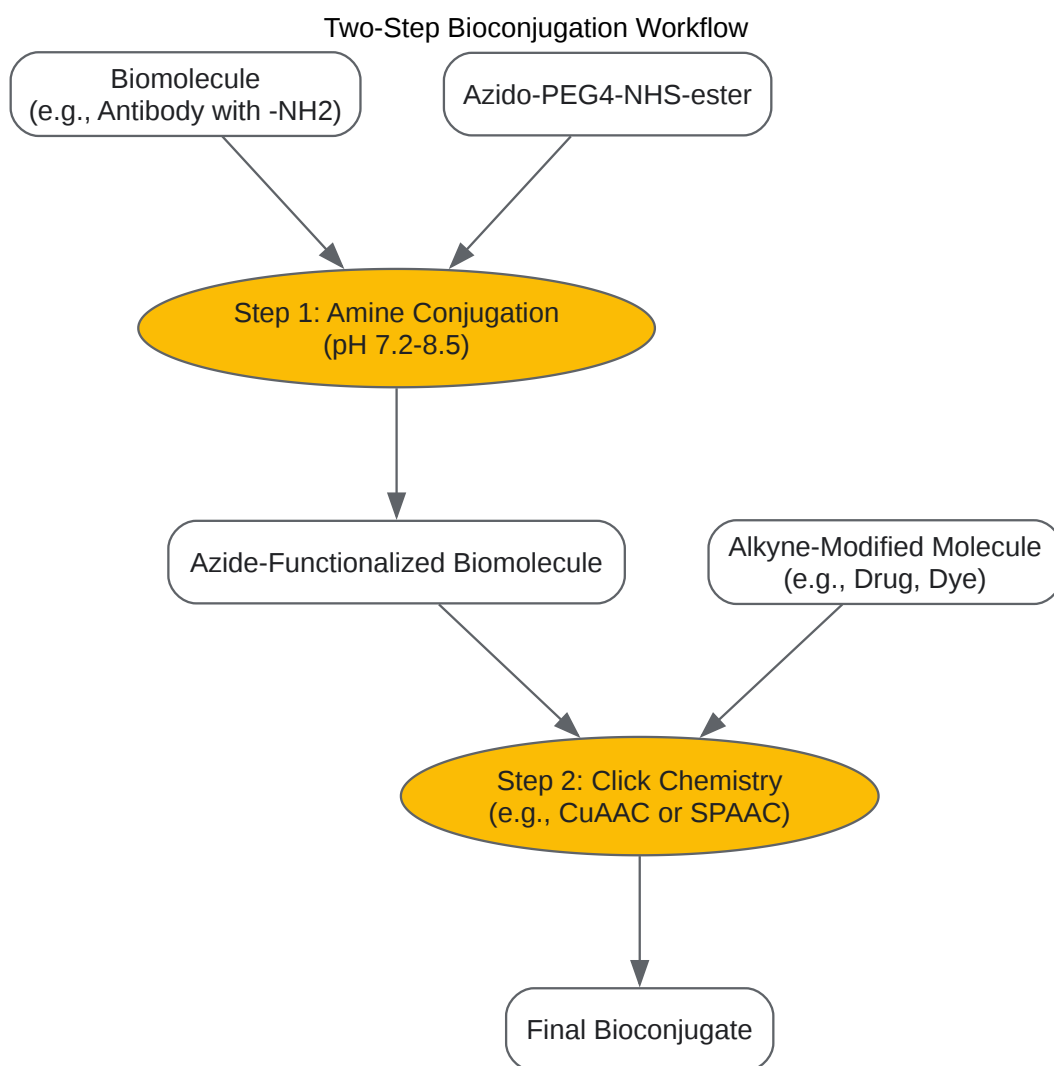 Two-Step Bioconjugation Workflow
Biomolecule
(e.g., Antibody with -NH2)
Azido-PEG4-NHS-ester
Step 1: Amine Conjugation
(pH 7.2-8.5)
Azide-Functionalized Biomolecule
Alkyne-Modified Molecule
(e.g., Drug, Dye)
Step 2: Click Chemistry
(e.g., CuAAC or SPAAC)
Final Bioconjugate